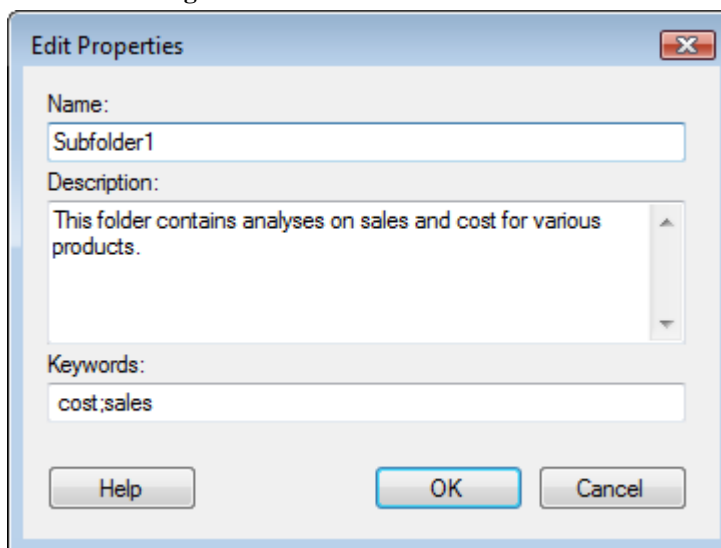 Edit Properties
Name:
Subfolder1
Description:
This folder contains analyses on sales and cost for various
products.
Keywords:
cost;sales
Help
OK
Cancel